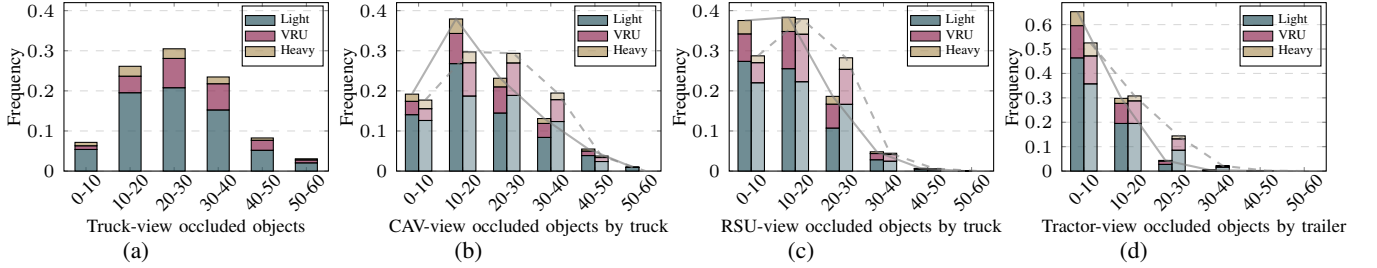 Frequency
0.4
0.3
0.2
0.1
0
Light
VRU
Heavy
0-10
10-20
20-30
30-40
40-50
50-60
Truck-view occluded objects
(a)
Frequency
0.4
0.3
0.2
0.1
0
Light
VRU
Heavy
0-10
10-20
20-30
30-40
40-50
50-60
CAV-view occluded objects by truck
(b)
Frequency
0.4
0.3
0.2
0.1
0
Light
VRU
Heavy
0-10
10-20
20-30
30-40
40-50
50-60
RSU-view occluded objects by truck
(c)
Frequency
0.6
0.5
0.4
0.3
0.2
0.1
0
Light
VRU
Heavy
0-10
10-20
20-30
30-40
40-50
50-60
Tractor-view occluded objects by trailer
(d)